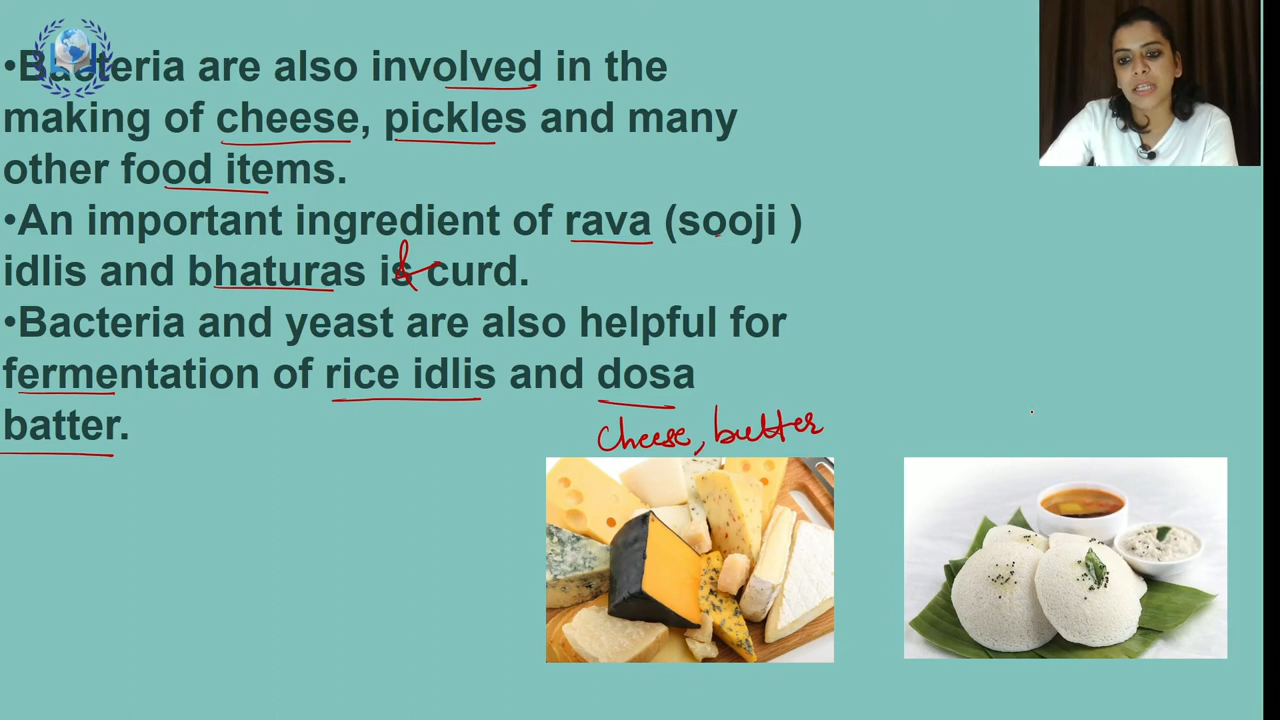 •Bacteria are also involved in the
making of cheese, pickles and many
other food items.
•An important ingredient of rava (sooji )
idlis and bhaturas is curd.
•Bacteria and yeast are also helpful for
fermentation of rice idlis and dosa
batter.
cheese, butter